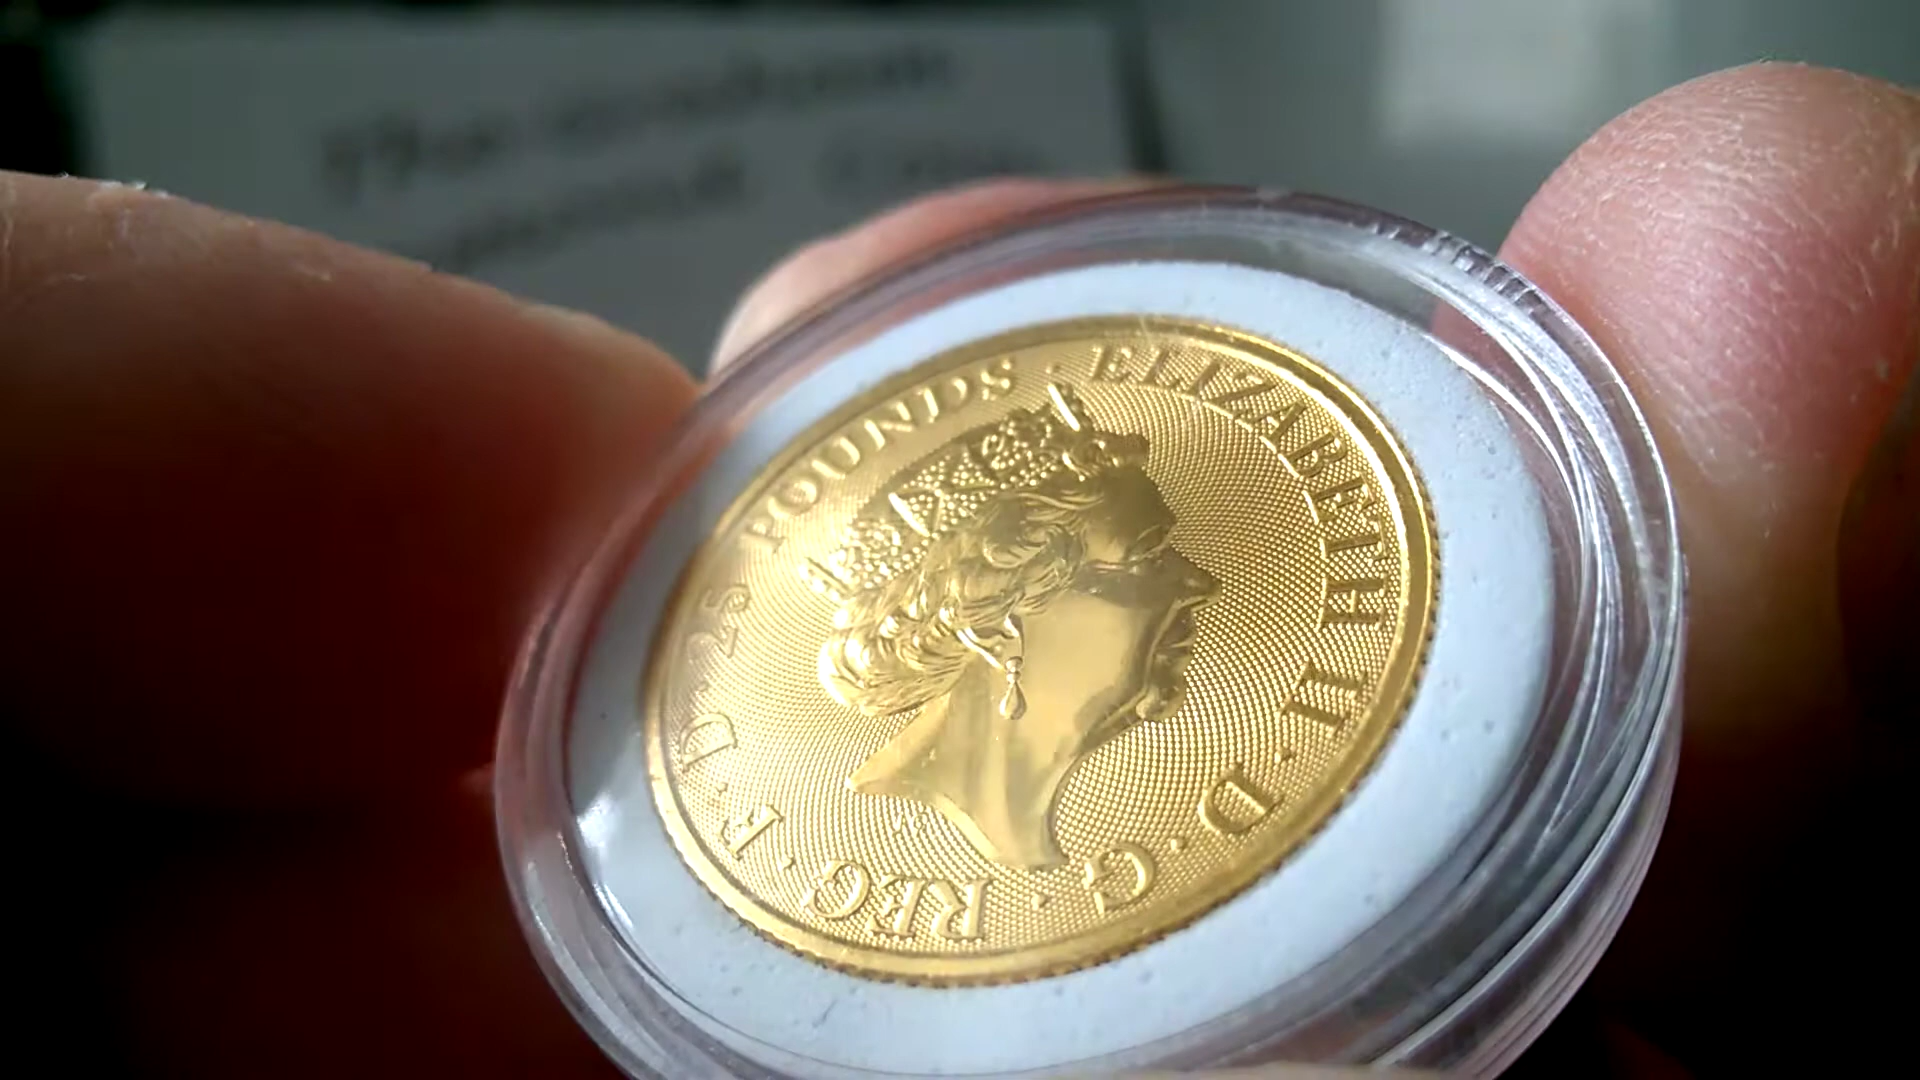 ELIZABETH II · D · G · REG · F · D · 25 POUNDS ·